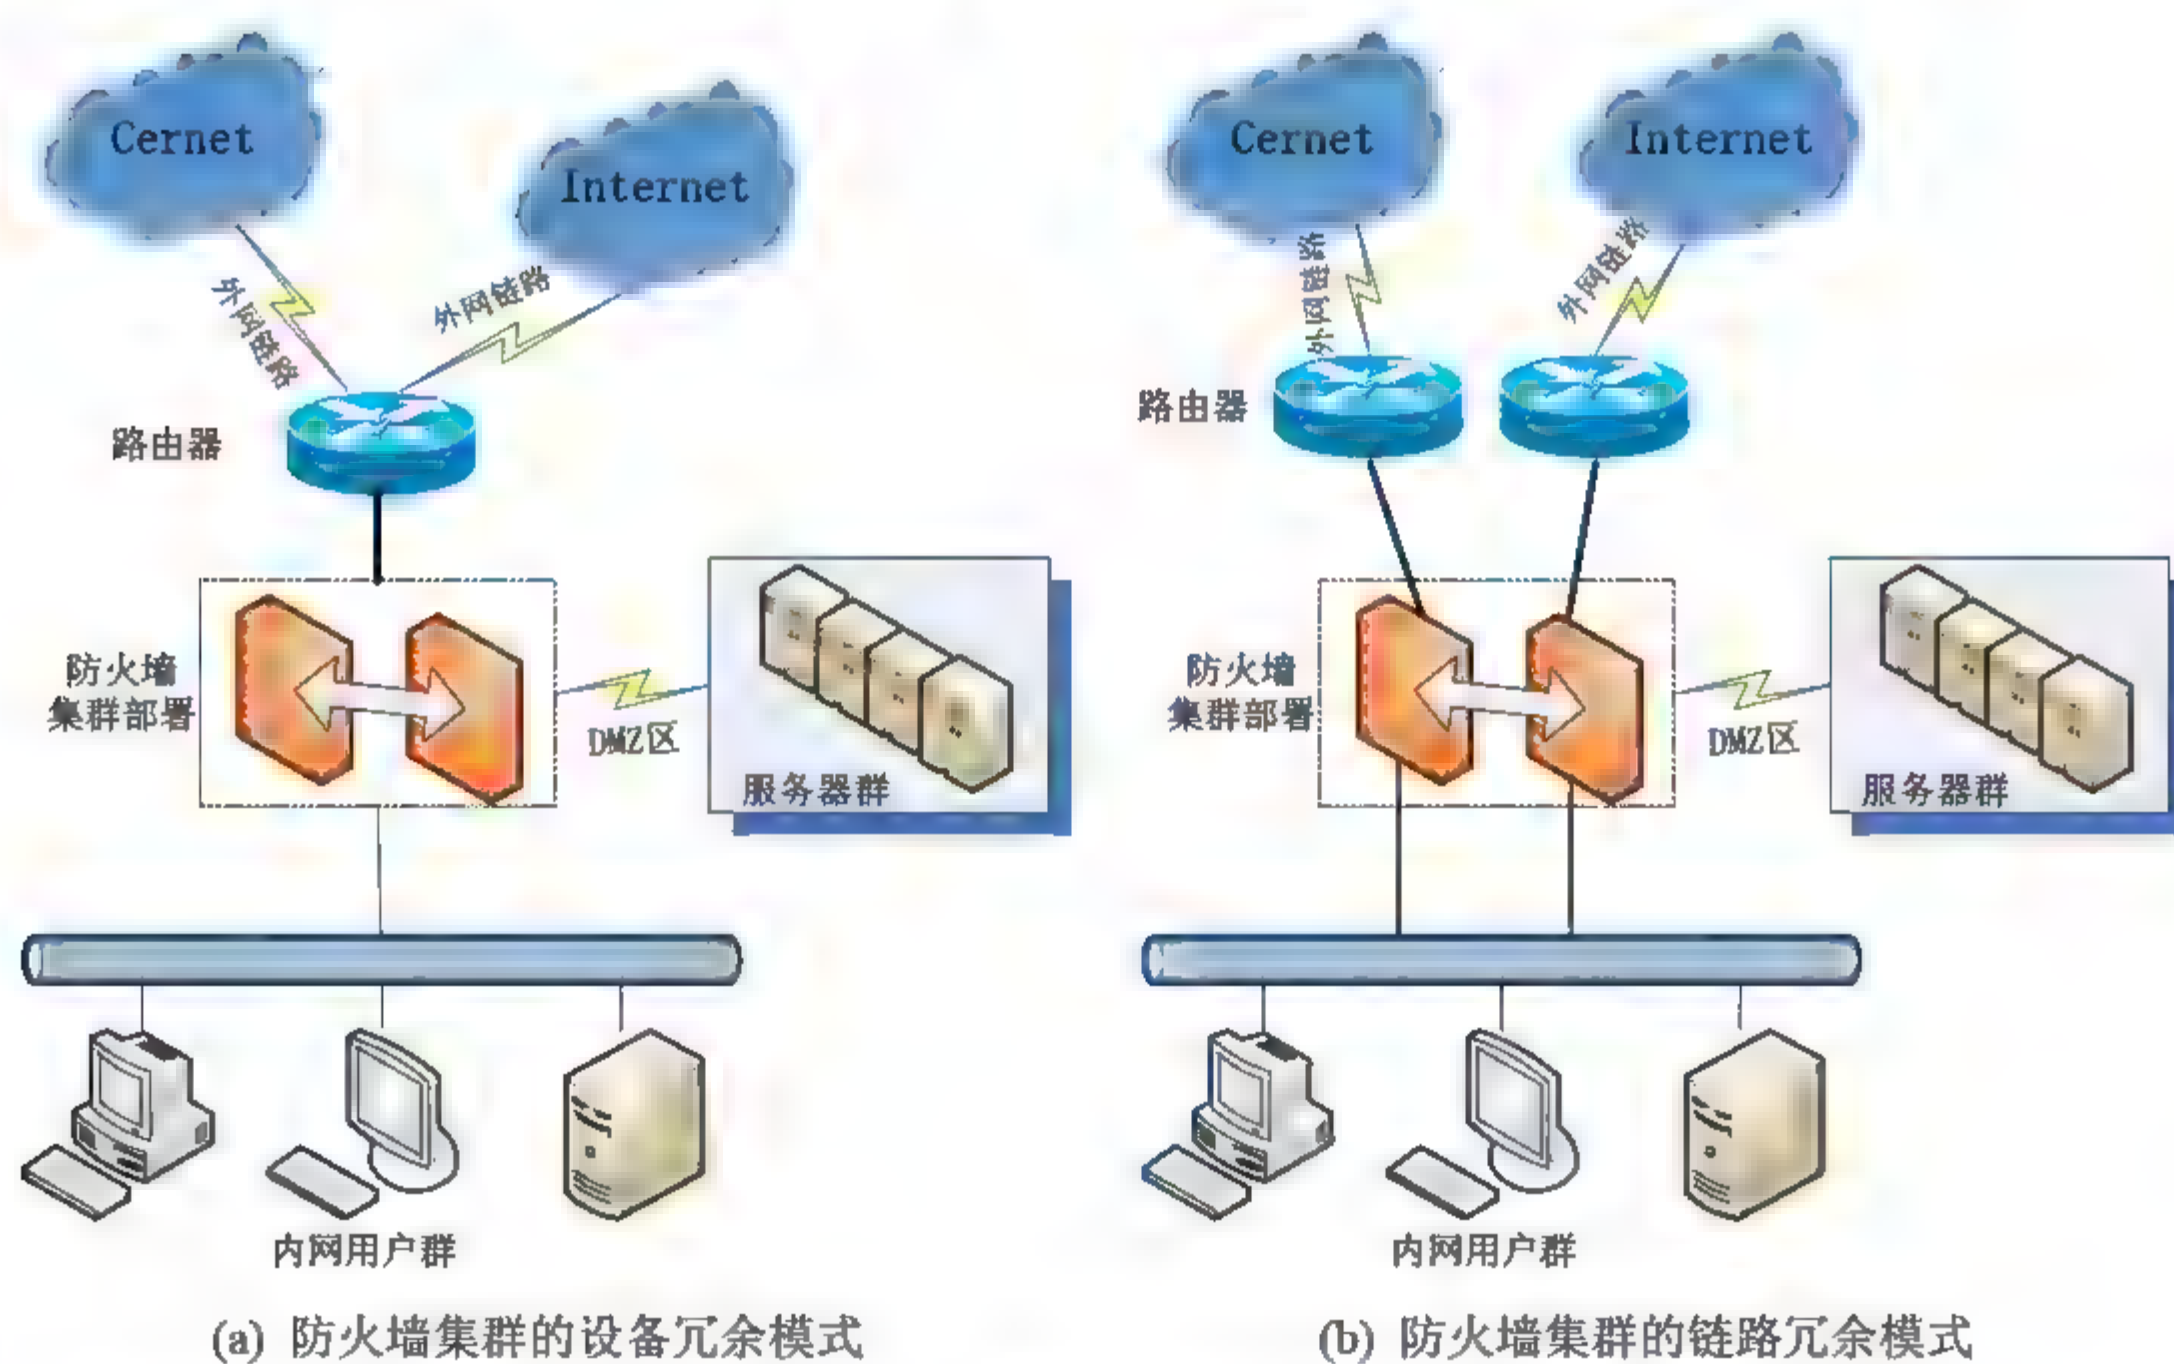 Cernet
Internet
外网链路
外网链路
路由器
防火墙
集群部署
DMZ区
服务器群
内网用户群
(a) 防火墙集群的设备冗余模式
Cernet
Internet
外网链路
外网链路
路由器
防火墙
集群部署
DMZ区
服务器群
内网用户群
(b) 防火墙集群的链路冗余模式